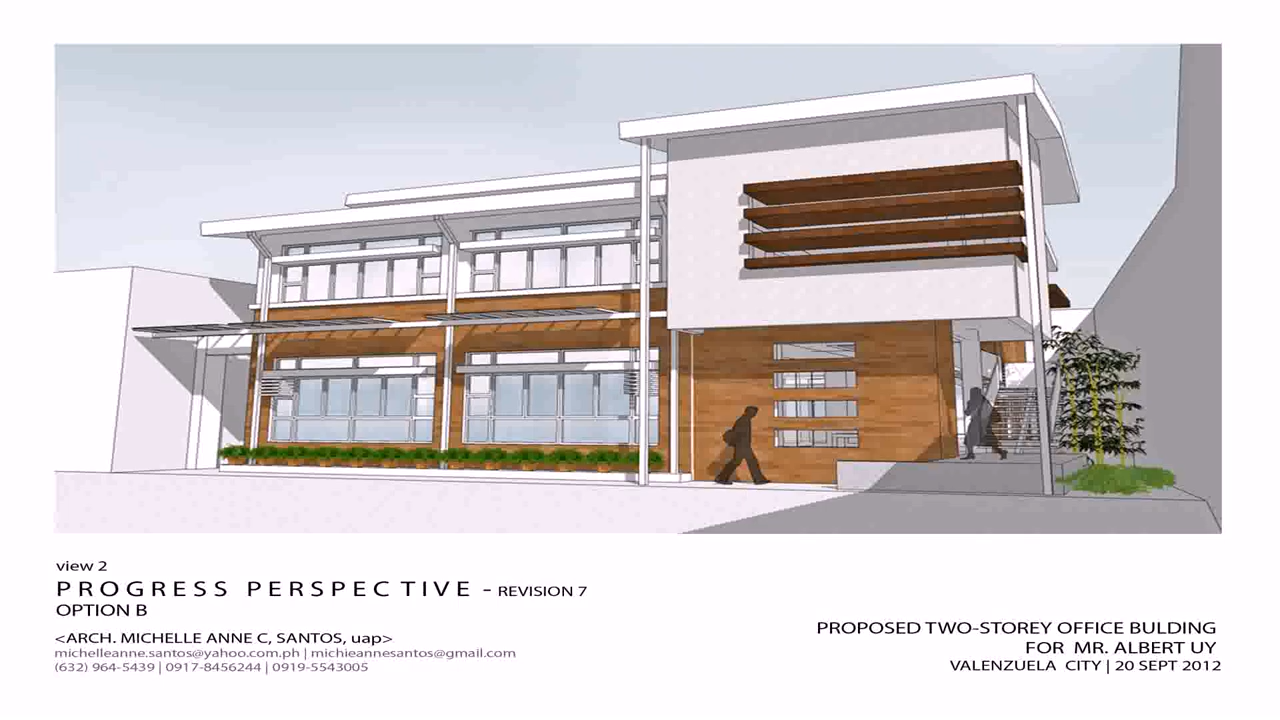 view 2
PROGRESS PERSPECTIVE - REVISION 7
OPTION B
<ARCH. MICHELLE ANNE C, SANTOS, uap>
michelleanne.santos@yahoo.com.ph | michieannesantos@gmail.com
(632) 964-5439 | 0917-8456244 | 0919-5543005
PROPOSED TWO-STOREY OFFICE BULDING
FOR MR. ALBERT UY
VALENZUELA CITY | 20 SEPT 2012